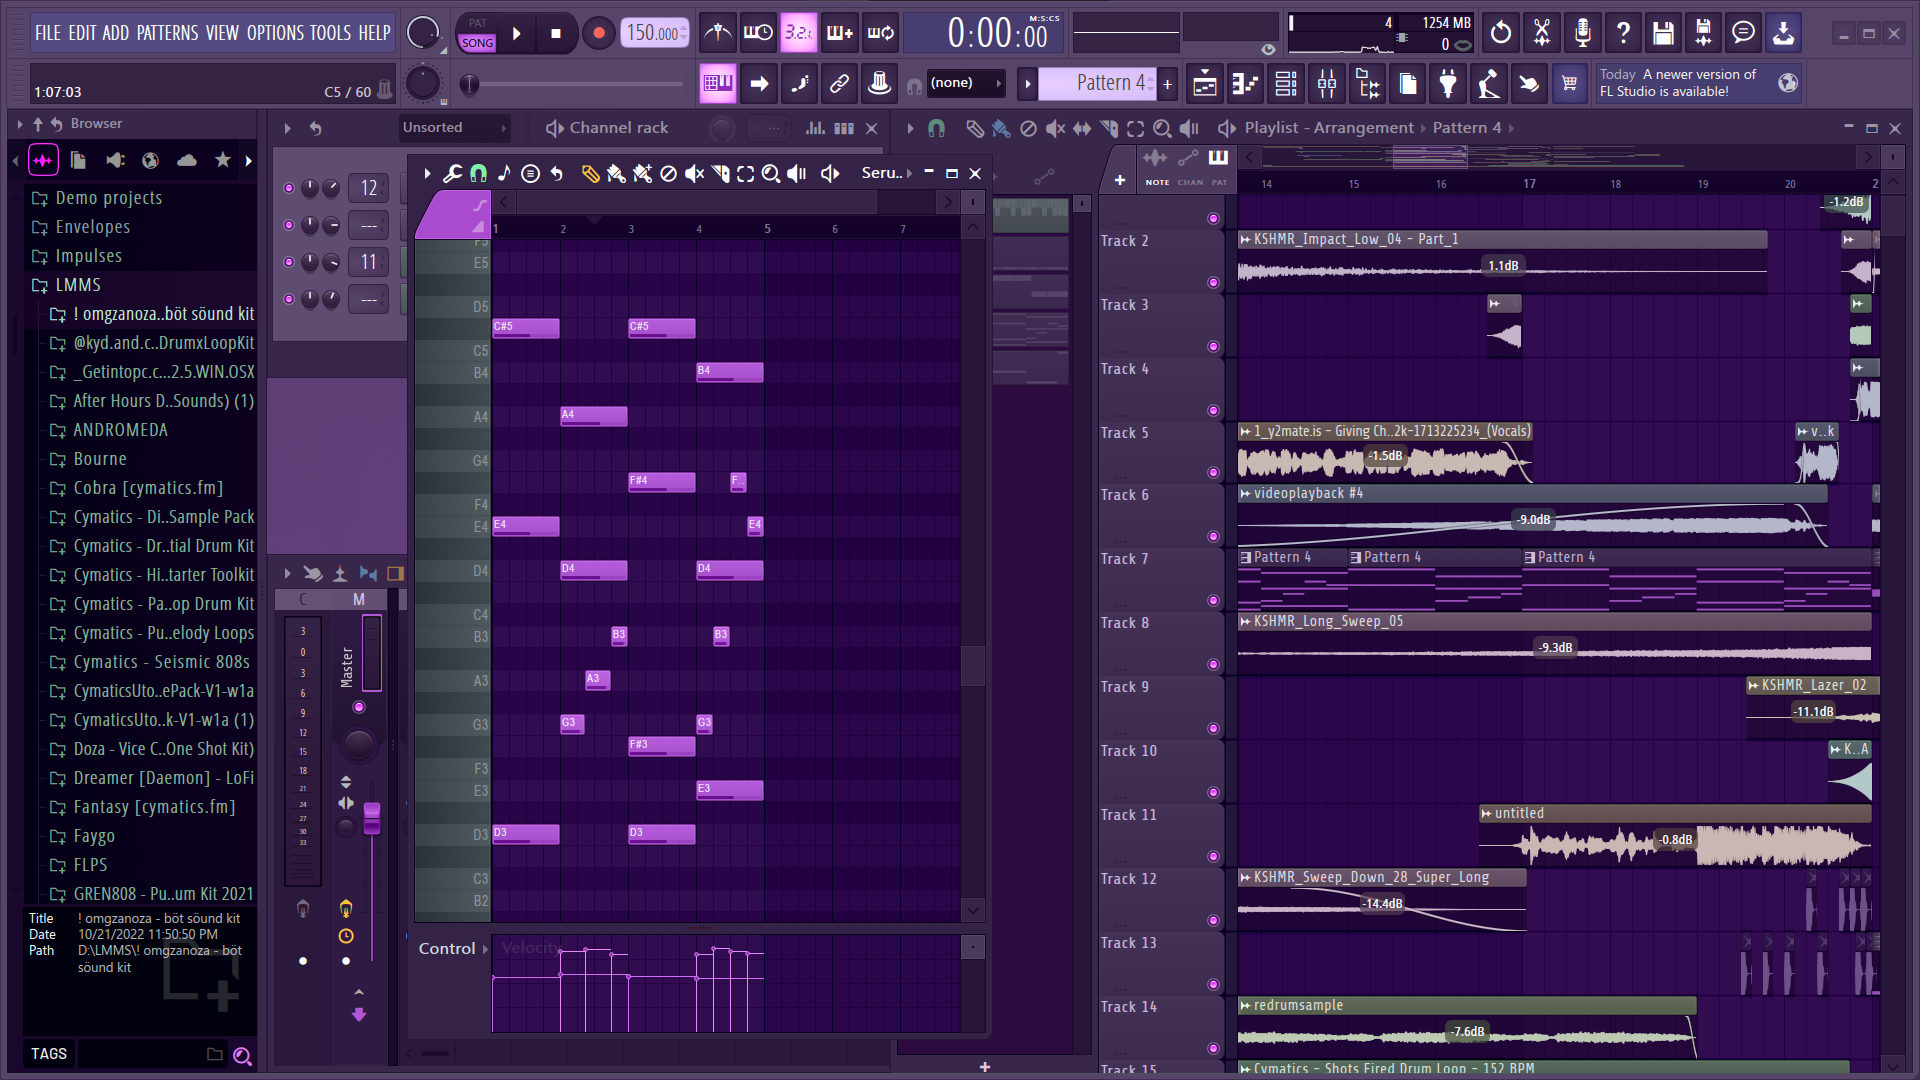 FILE EDIT ADD PATTERNS VIEW OPTIONS TOOLS HELP
PAT
SONG
150.000
3.2.
0:00:00
M:S:CS
4
1254 MB
0
1:07:03
C5 / 60
(none)
Pattern 4
Today A newer version of
FL Studio is available!
Browser
Unsorted
Channel rack
Playlist - Arrangement
Pattern 4
Demo projects
Envelopes
Impulses
LMMS
! omgzanoza..böt söund kit
@kyd.and.c..DrumxLoopKit
_Getintopc.c...2.5.WIN.OSX
After Hours D..Sounds) (1)
ANDROMEDA
Bourne
Cobra [cymatics.fm]
Cymatics - Di..Sample Pack
Cymatics - Dr..tial Drum Kit
Cymatics - Hi..tarter Toolkit
Cymatics - Pa..op Drum Kit
Cymatics - Pu..elody Loops
Cymatics - Seismic 808s
CymaticsUto..ePack-V1-w1a
CymaticsUto..k-V1-w1a (1)
Doza - Vice C..One Shot Kit)
Dreamer [Daemon] - LoFi
Fantasy [cymatics.fm]
Faygo
FLPS
GREN808 - Pu..um Kit 2021
Title ! omgzanoza - böt söund kit
Date 10/21/2022 11:50:50 PM
Path D:\LMMS\! omgzanoza - böt
söund kit
TAGS
12
---
11
---
C
M
Master
3
0
3
6
9
12
15
18
21
24
27
30
33
Seru..
1 2 3 4 5 6 7
F5
E5
D5
C5
B4
A4
G4
F4
E4
D4
C4
B3
A3
G3
F3
E3
D3
C3
B2
C#5
C#5
B4
A4
F#4
F..
E4
E4
D4
D4
B3
B3
A3
G3
G3
F#3
E3
D3
D3
Control
Velocity
NOTE CHAN PAT
14 15 16 17 18 19 20 2
-1.2dB
Track 2
KSHMR_Impact_Low_04 - Part_1
1.1dB
Track 3
Track 4
Track 5
1_y2mate.is - Giving Ch..2k-1713225234_(Vocals)
-1.5dB
v..k
Track 6
videoplayback #4
-9.0dB
Track 7
Pattern 4
Pattern 4
Pattern 4
Track 8
KSHMR_Long_Sweep_05
-9.3dB
Track 9
KSHMR_Lazer_02
-11.1dB
Track 10
K..A
Track 11
untitled
-0.8dB
Track 12
KSHMR_Sweep_Down_28_Super_Long
-14.4dB
Track 13
Track 14
redrumsample
-7.6dB
Track 15
Cymatics - Shots Fired Drum Loop - 152 BPM